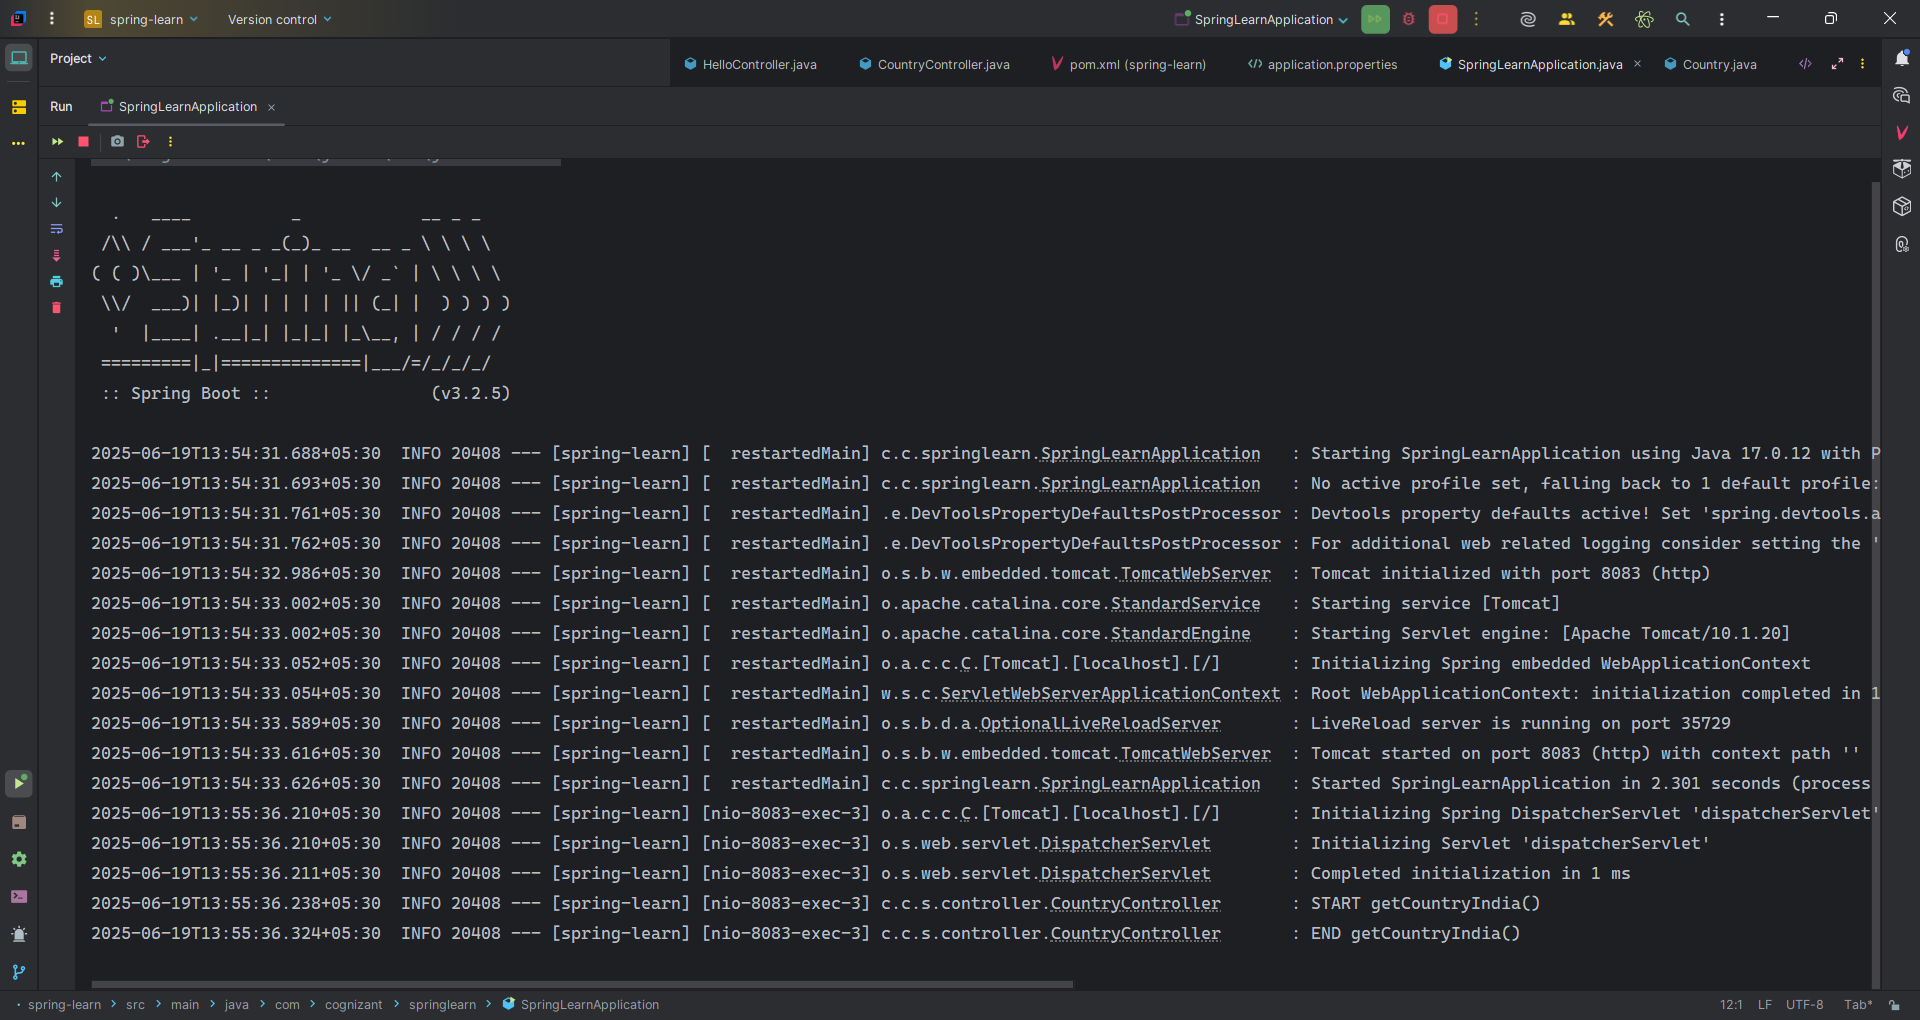 SL spring-learn Version control SpringLearnApplication
Project
HelloController.java CountryController.java pom.xml (spring-learn) application.properties SpringLearnApplication.java Country.java
Run SpringLearnApplication
  .   ____          _            __ _ _
 /\\ / ___'_ __ _ _(_)_ __  __ _ \ \ \ \
( ( )\___ | '_ | '_| | '_ \/ _` | \ \ \ \
 \\/  ___)| |_)| | | | | || (_| |  ) ) ) )
  '  |____| .__|_| |_|_| |_\__, | / / / /
 =========|_|==============|___/=/_/_/_/
 :: Spring Boot ::                (v3.2.5)
2025-06-19T13:54:31.688+05:30  INFO 20408 --- [spring-learn] [  restartedMain] c.c.springlearn.SpringLearnApplication   : Starting SpringLearnApplication using Java 17.0.12 with P
2025-06-19T13:54:31.693+05:30  INFO 20408 --- [spring-learn] [  restartedMain] c.c.springlearn.SpringLearnApplication   : No active profile set, falling back to 1 default profile:
2025-06-19T13:54:31.761+05:30  INFO 20408 --- [spring-learn] [  restartedMain] .e.DevToolsPropertyDefaultsPostProcessor : Devtools property defaults active! Set 'spring.devtools.a
2025-06-19T13:54:31.762+05:30  INFO 20408 --- [spring-learn] [  restartedMain] .e.DevToolsPropertyDefaultsPostProcessor : For additional web related logging consider setting the '
2025-06-19T13:54:32.986+05:30  INFO 20408 --- [spring-learn] [  restartedMain] o.s.b.w.embedded.tomcat.TomcatWebServer  : Tomcat initialized with port 8083 (http)
2025-06-19T13:54:33.002+05:30  INFO 20408 --- [spring-learn] [  restartedMain] o.apache.catalina.core.StandardService   : Starting service [Tomcat]
2025-06-19T13:54:33.002+05:30  INFO 20408 --- [spring-learn] [  restartedMain] o.apache.catalina.core.StandardEngine    : Starting Servlet engine: [Apache Tomcat/10.1.20]
2025-06-19T13:54:33.052+05:30  INFO 20408 --- [spring-learn] [  restartedMain] o.a.c.c.C.[Tomcat].[localhost].[/]       : Initializing Spring embedded WebApplicationContext
2025-06-19T13:54:33.054+05:30  INFO 20408 --- [spring-learn] [  restartedMain] w.s.c.ServletWebServerApplicationContext : Root WebApplicationContext: initialization completed in 1
2025-06-19T13:54:33.589+05:30  INFO 20408 --- [spring-learn] [  restartedMain] o.s.b.d.a.OptionalLiveReloadServer       : LiveReload server is running on port 35729
2025-06-19T13:54:33.616+05:30  INFO 20408 --- [spring-learn] [  restartedMain] o.s.b.w.embedded.tomcat.TomcatWebServer  : Tomcat started on port 8083 (http) with context path ''
2025-06-19T13:54:33.626+05:30  INFO 20408 --- [spring-learn] [  restartedMain] c.c.springlearn.SpringLearnApplication   : Started SpringLearnApplication in 2.301 seconds (process
2025-06-19T13:55:36.210+05:30  INFO 20408 --- [spring-learn] [nio-8083-exec-3] o.a.c.c.C.[Tomcat].[localhost].[/]       : Initializing Spring DispatcherServlet 'dispatcherServlet'
2025-06-19T13:55:36.210+05:30  INFO 20408 --- [spring-learn] [nio-8083-exec-3] o.s.web.servlet.DispatcherServlet        : Initializing Servlet 'dispatcherServlet'
2025-06-19T13:55:36.211+05:30  INFO 20408 --- [spring-learn] [nio-8083-exec-3] o.s.web.servlet.DispatcherServlet        : Completed initialization in 1 ms
2025-06-19T13:55:36.238+05:30  INFO 20408 --- [spring-learn] [nio-8083-exec-3] c.c.s.controller.CountryController       : START getCountryIndia()
2025-06-19T13:55:36.324+05:30  INFO 20408 --- [spring-learn] [nio-8083-exec-3] c.c.s.controller.CountryController       : END getCountryIndia()
spring-learn > src > main > java > com > cognizant > springlearn > SpringLearnApplication 12:1 LF UTF-8 Tab*